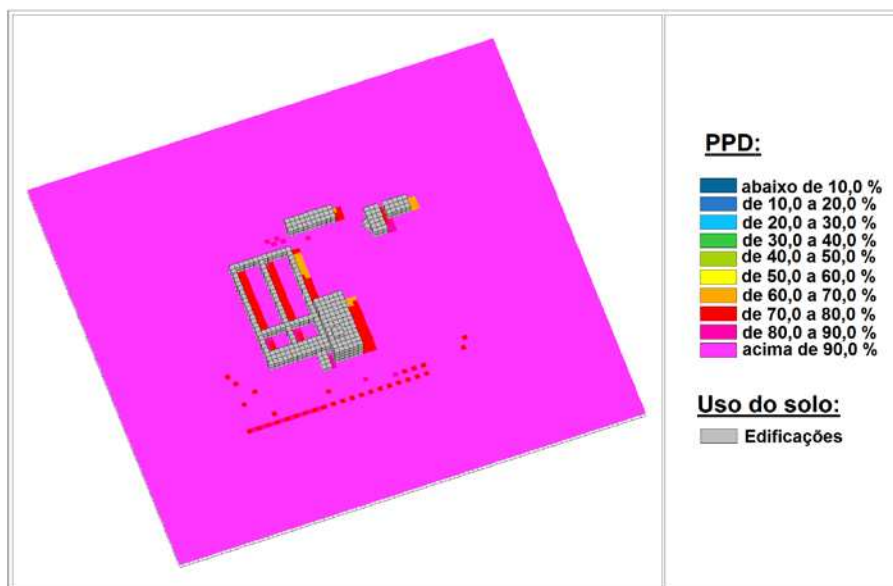 PPD:
abaixo de 10,0 %
de 10,0 a 20,0 %
de 20,0 a 30,0 %
de 30,0 a 40,0 %
de 40,0 a 50,0 %
de 50,0 a 60,0 %
de 60,0 a 70,0 %
de 70,0 a 80,0 %
de 80,0 a 90,0 %
acima de 90,0 %
Uso do solo:
Edificações